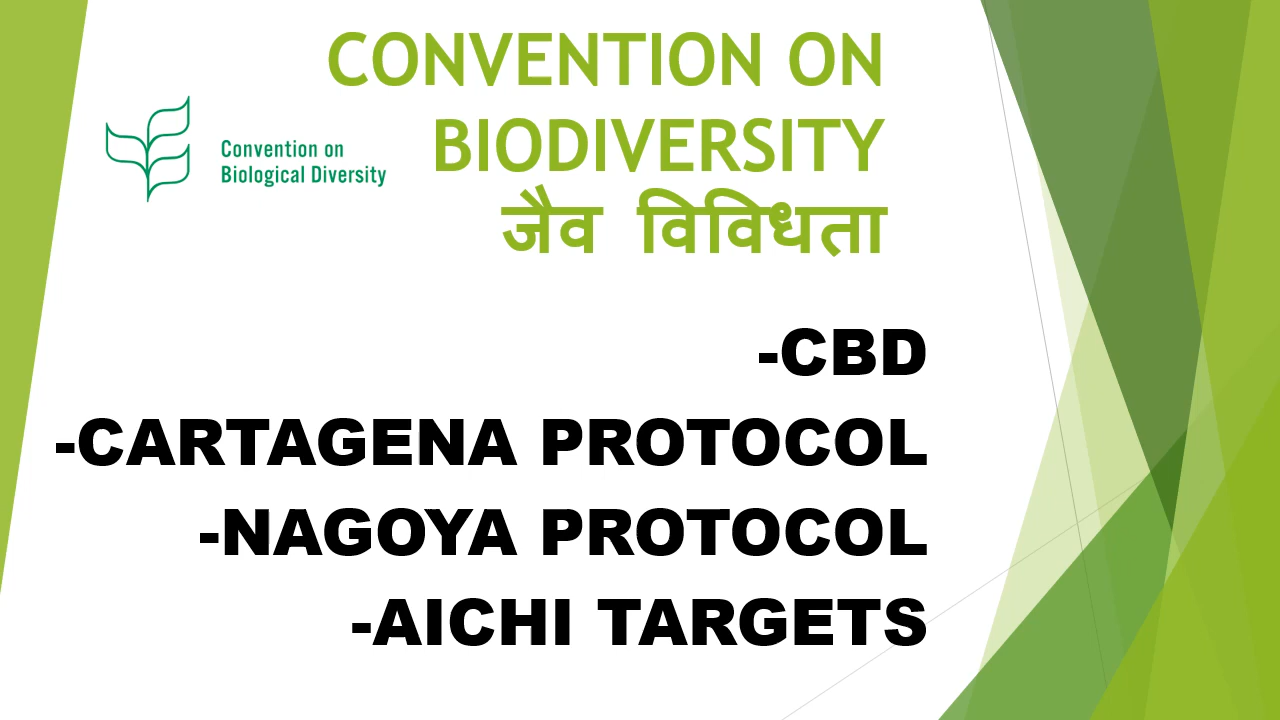 CONVENTION ON
BIODIVERSITY
जैव विविधता
Convention on
Biological Diversity
-CBD
-CARTAGENA PROTOCOL
-NAGOYA PROTOCOL
-AICHI TARGETS